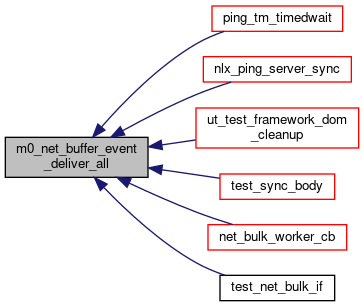 ping_tm_timedwait
nlx_ping_server_sync
ut_test_framework_dom
_cleanup
m0_net_buffer_event
_deliver_all
test_sync_body
net_bulk_worker_cb
test_net_bulk_if